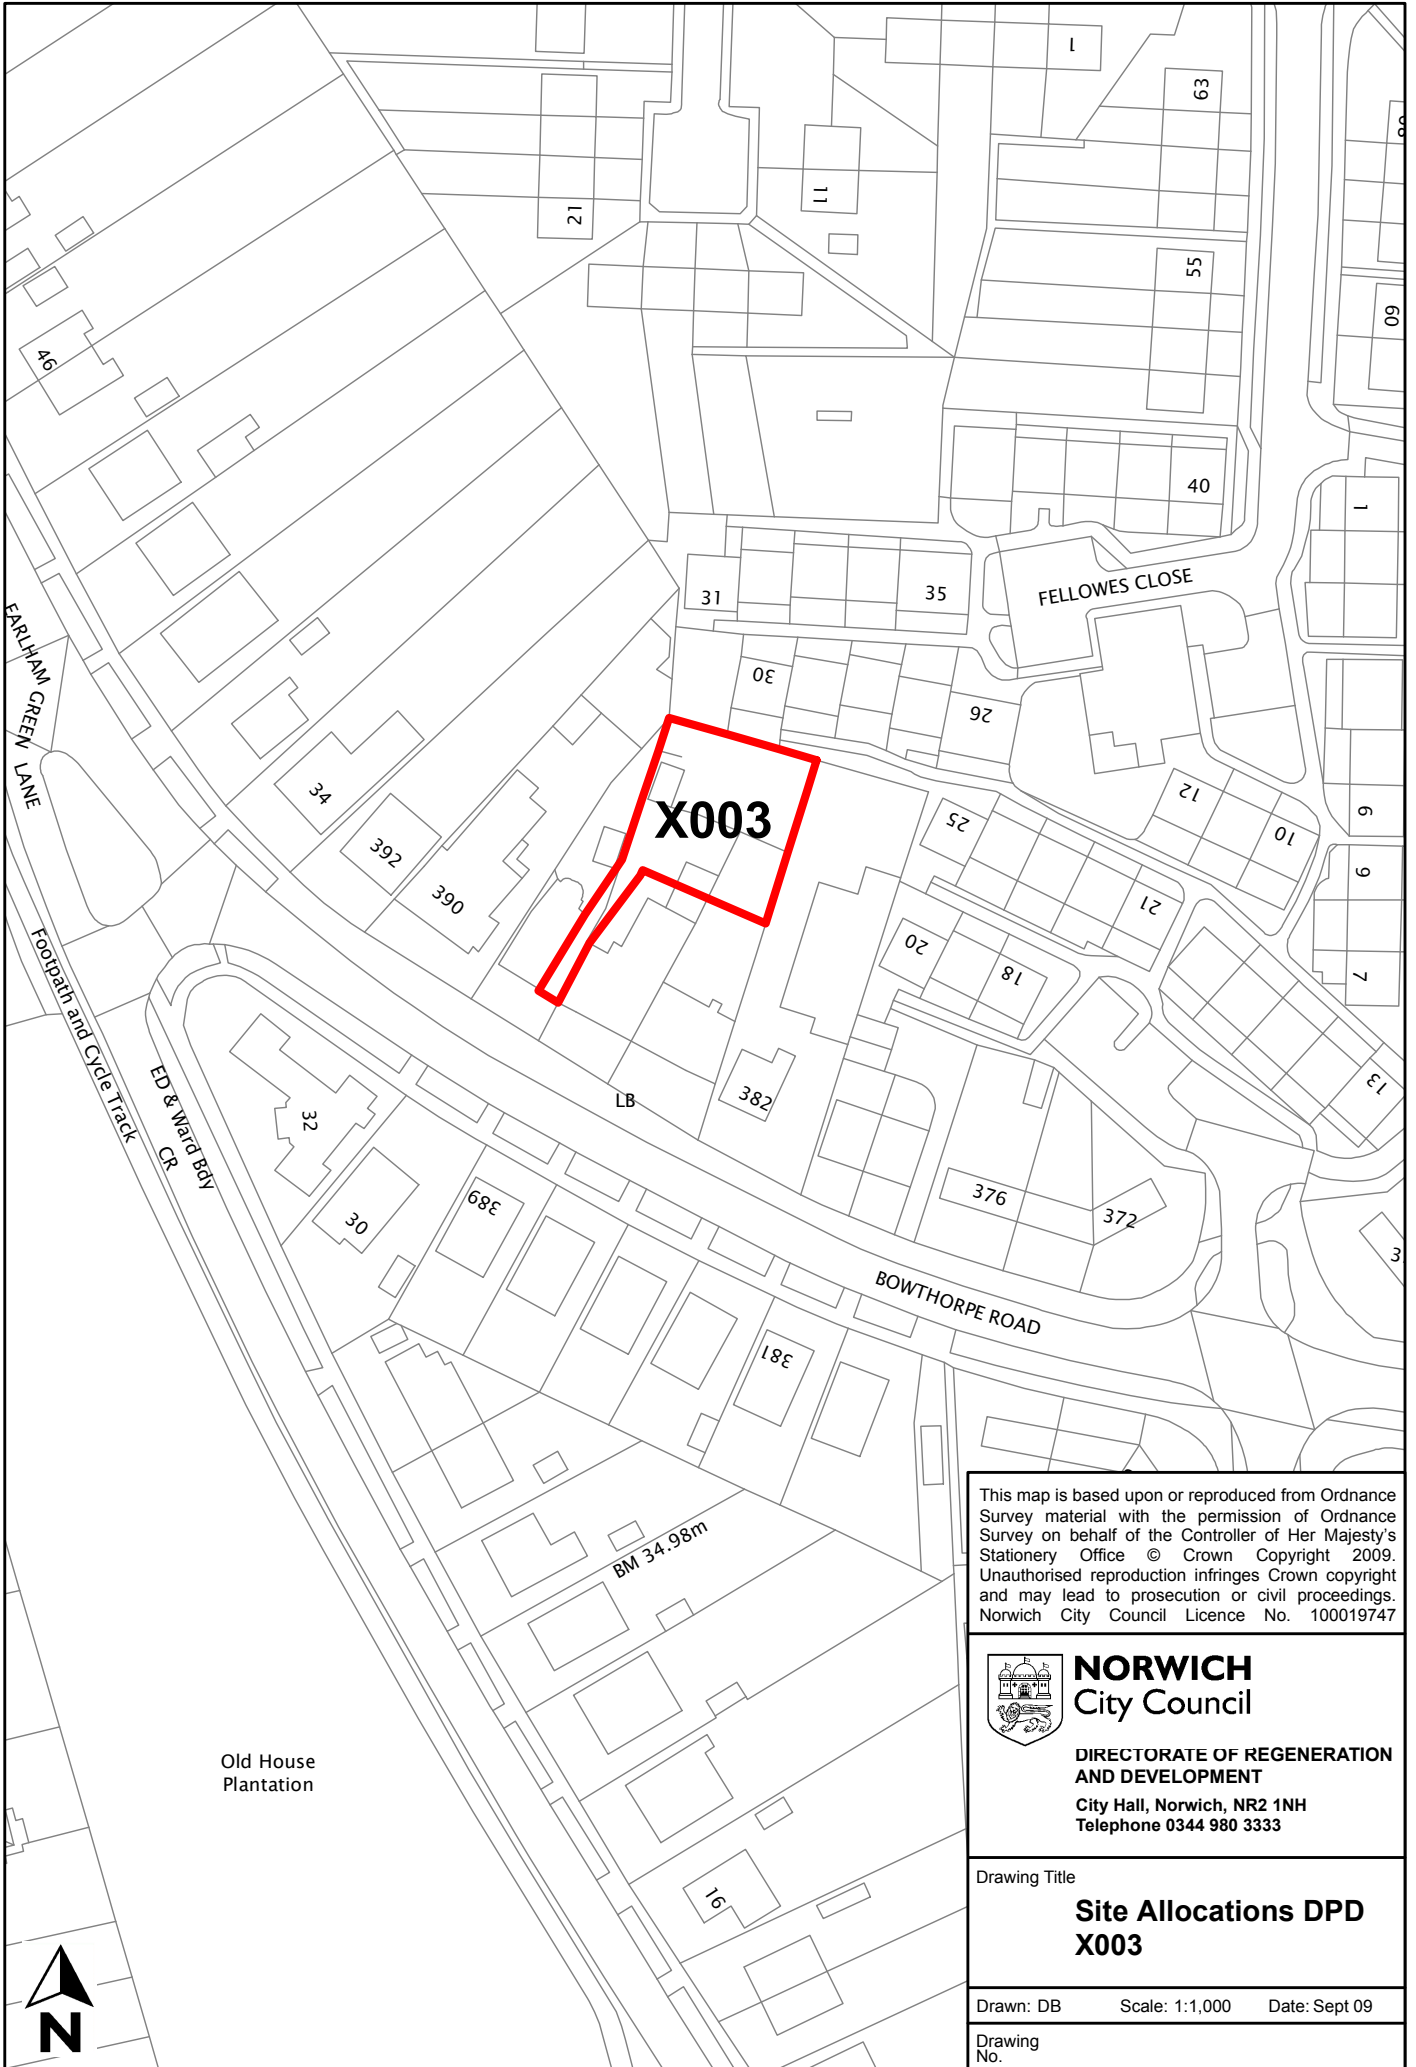 1
63
21
11
55
60
46
40
1
FELLOWES CLOSE
31
35
30
26
FARLHAM GREEN LANE
X003
34
392
390
12
10
9
6
25
21
20
18
7
Footpath and Cycle Track
ED & Ward Bdy
CR
13
32
LB
382
30
389
376
372
BOWTHORPE ROAD
381
BM 34.98m
Old House
Plantation
16
N
This map is based upon or reproduced from Ordnance
Survey material with the permission of Ordnance
Survey on behalf of the Controller of Her Majesty's
Stationery Office © Crown Copyright 2009.
Unauthorised reproduction infringes Crown copyright
and may lead to prosecution or civil proceedings.
Norwich City Council Licence No. 100019747
NORWICH
City Council
DIRECTORATE OF REGENERATION
AND DEVELOPMENT
City Hall, Norwich, NR2 1NH
Telephone 0344 980 3333
Drawing Title
Site Allocations DPD
X003
Drawn: DB Scale: 1:1,000 Date: Sept 09
Drawing
No.